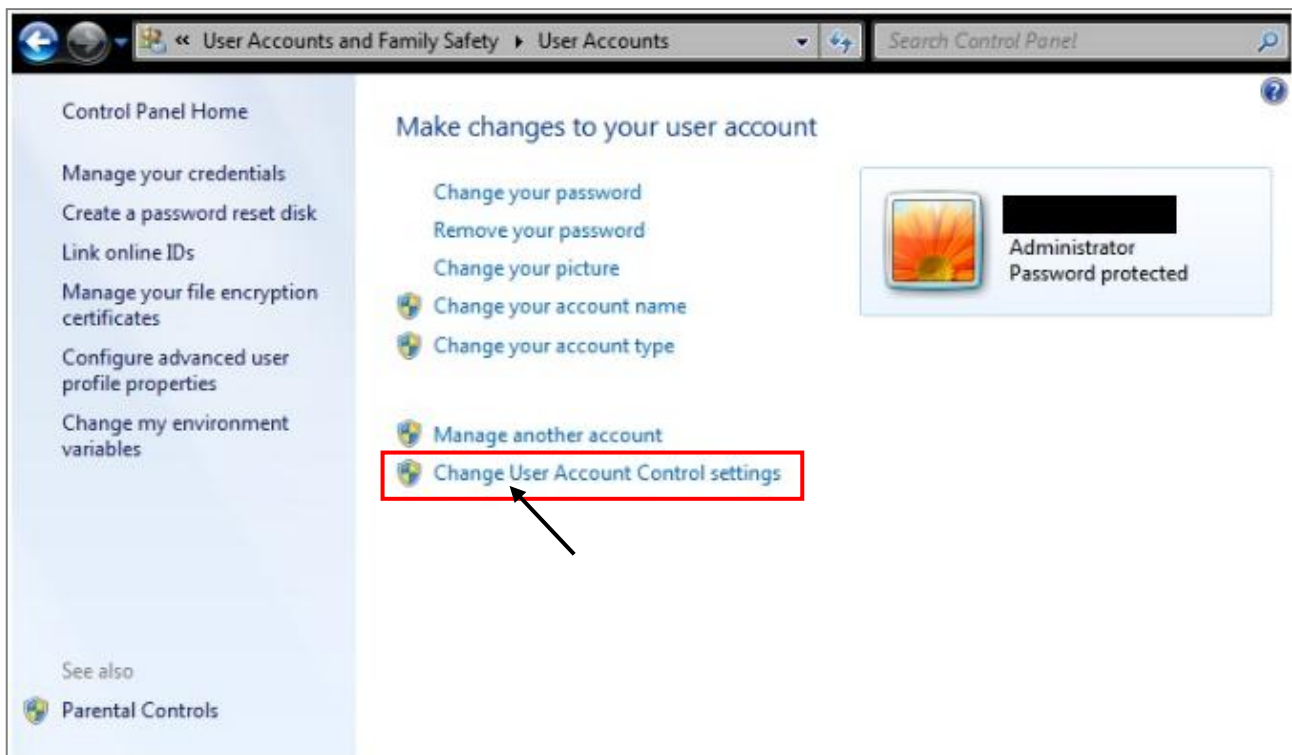 « User Accounts and Family Safety ▸ User Accounts
Search Control Panel
Control Panel Home
Manage your credentials
Create a password reset disk
Link online IDs
Manage your file encryption
certificates
Configure advanced user
profile properties
Change my environment
variables
See also
Parental Controls
Make changes to your user account
Change your password
Remove your password
Change your picture
Change your account name
Change your account type
Manage another account
Change User Account Control settings
Administrator
Password protected